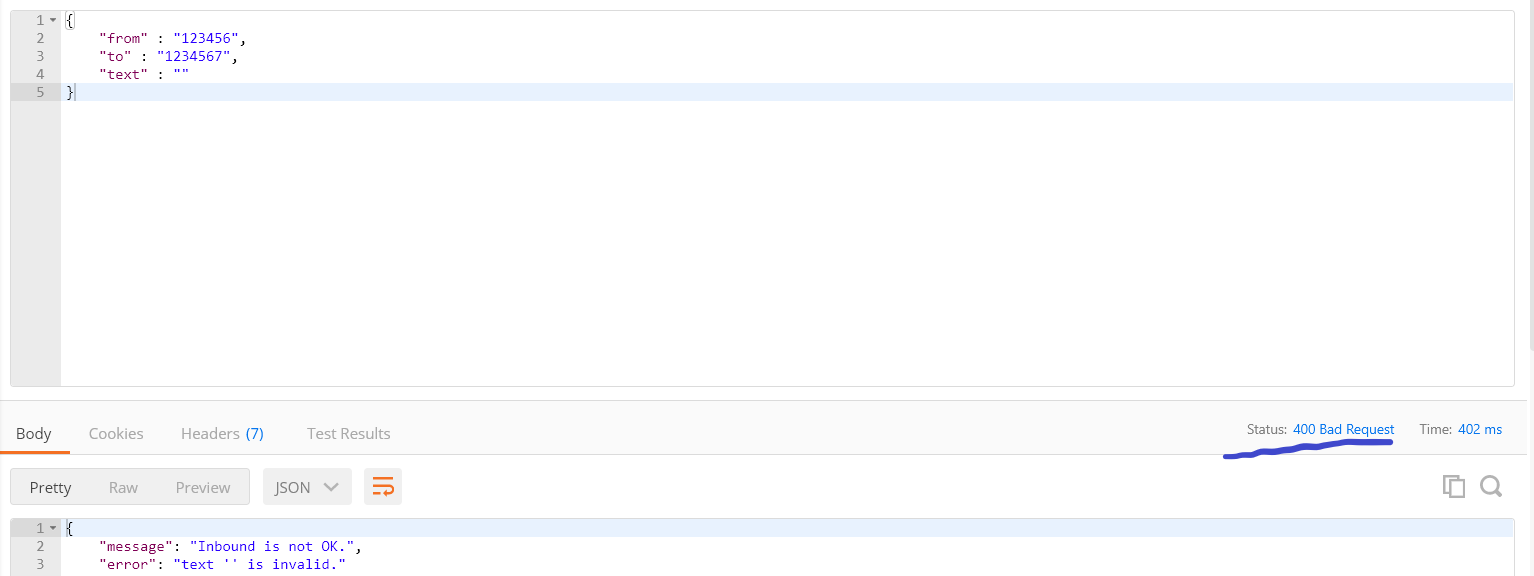 1 {
2 "from" : "123456",
3 "to" : "1234567",
4 "text" : ""
5 }
Body Cookies Headers (7) Test Results Status: 400 Bad Request Time: 402 ms
Pretty Raw Preview JSON
1 {
2 "message": "Inbound is not OK.",
3 "error": "text '' is invalid."